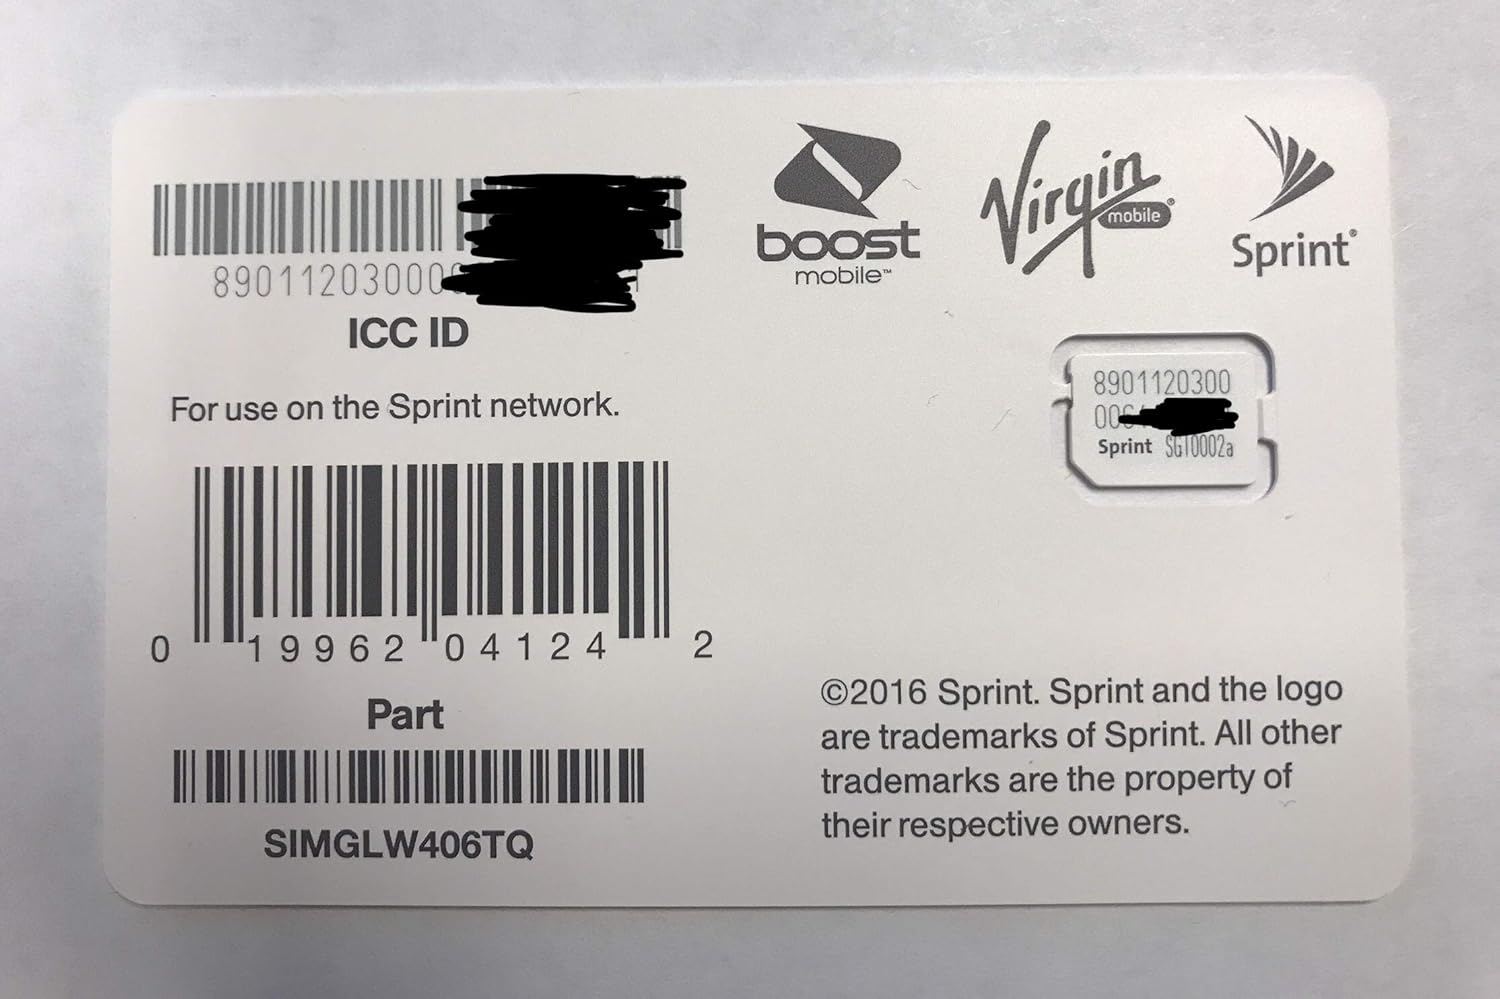 890112030000
ICC ID
For use on the Sprint network.
0 19962 04124 2
Part
SIMGLW406TQ
boost
mobile™
Virgin
mobile®
Sprint®
8901120300
00
Sprint SGT0002a
©2016 Sprint. Sprint and the logo
are trademarks of Sprint. All other
trademarks are the property of
their respective owners.